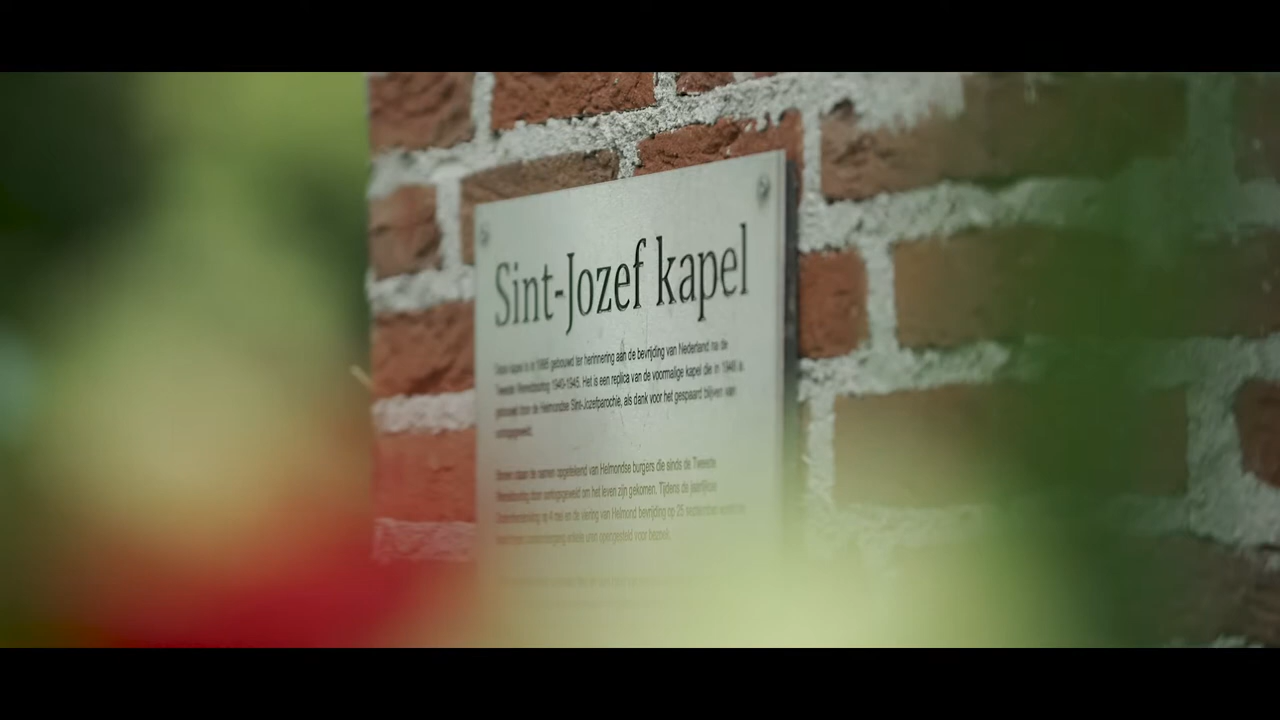 Sint-Jozef kapel
Deze kapel is in gebouwd ter herinnering aan de bevrijding van Nederland na de
Tweede Wereldoorlog 1940-1945. Het is een replica van de voormalige kapel die in is
gebouwd door de Helmondse Sint-Jozefparochie, als dank voor het gespaard blijven van
oorlogsgeweld.
Binnen staan de namen opgetekend van Helmondse burgers die sinds de Tweede
Wereldoorlog door oorlogsgeweld om het leven zijn gekomen. Tijdens de jaarlijkse
Dodenherdenking op 4 mei en de viering van Helmond bevrijding op 25 september
enkele uren opengesteld voor bezoek.